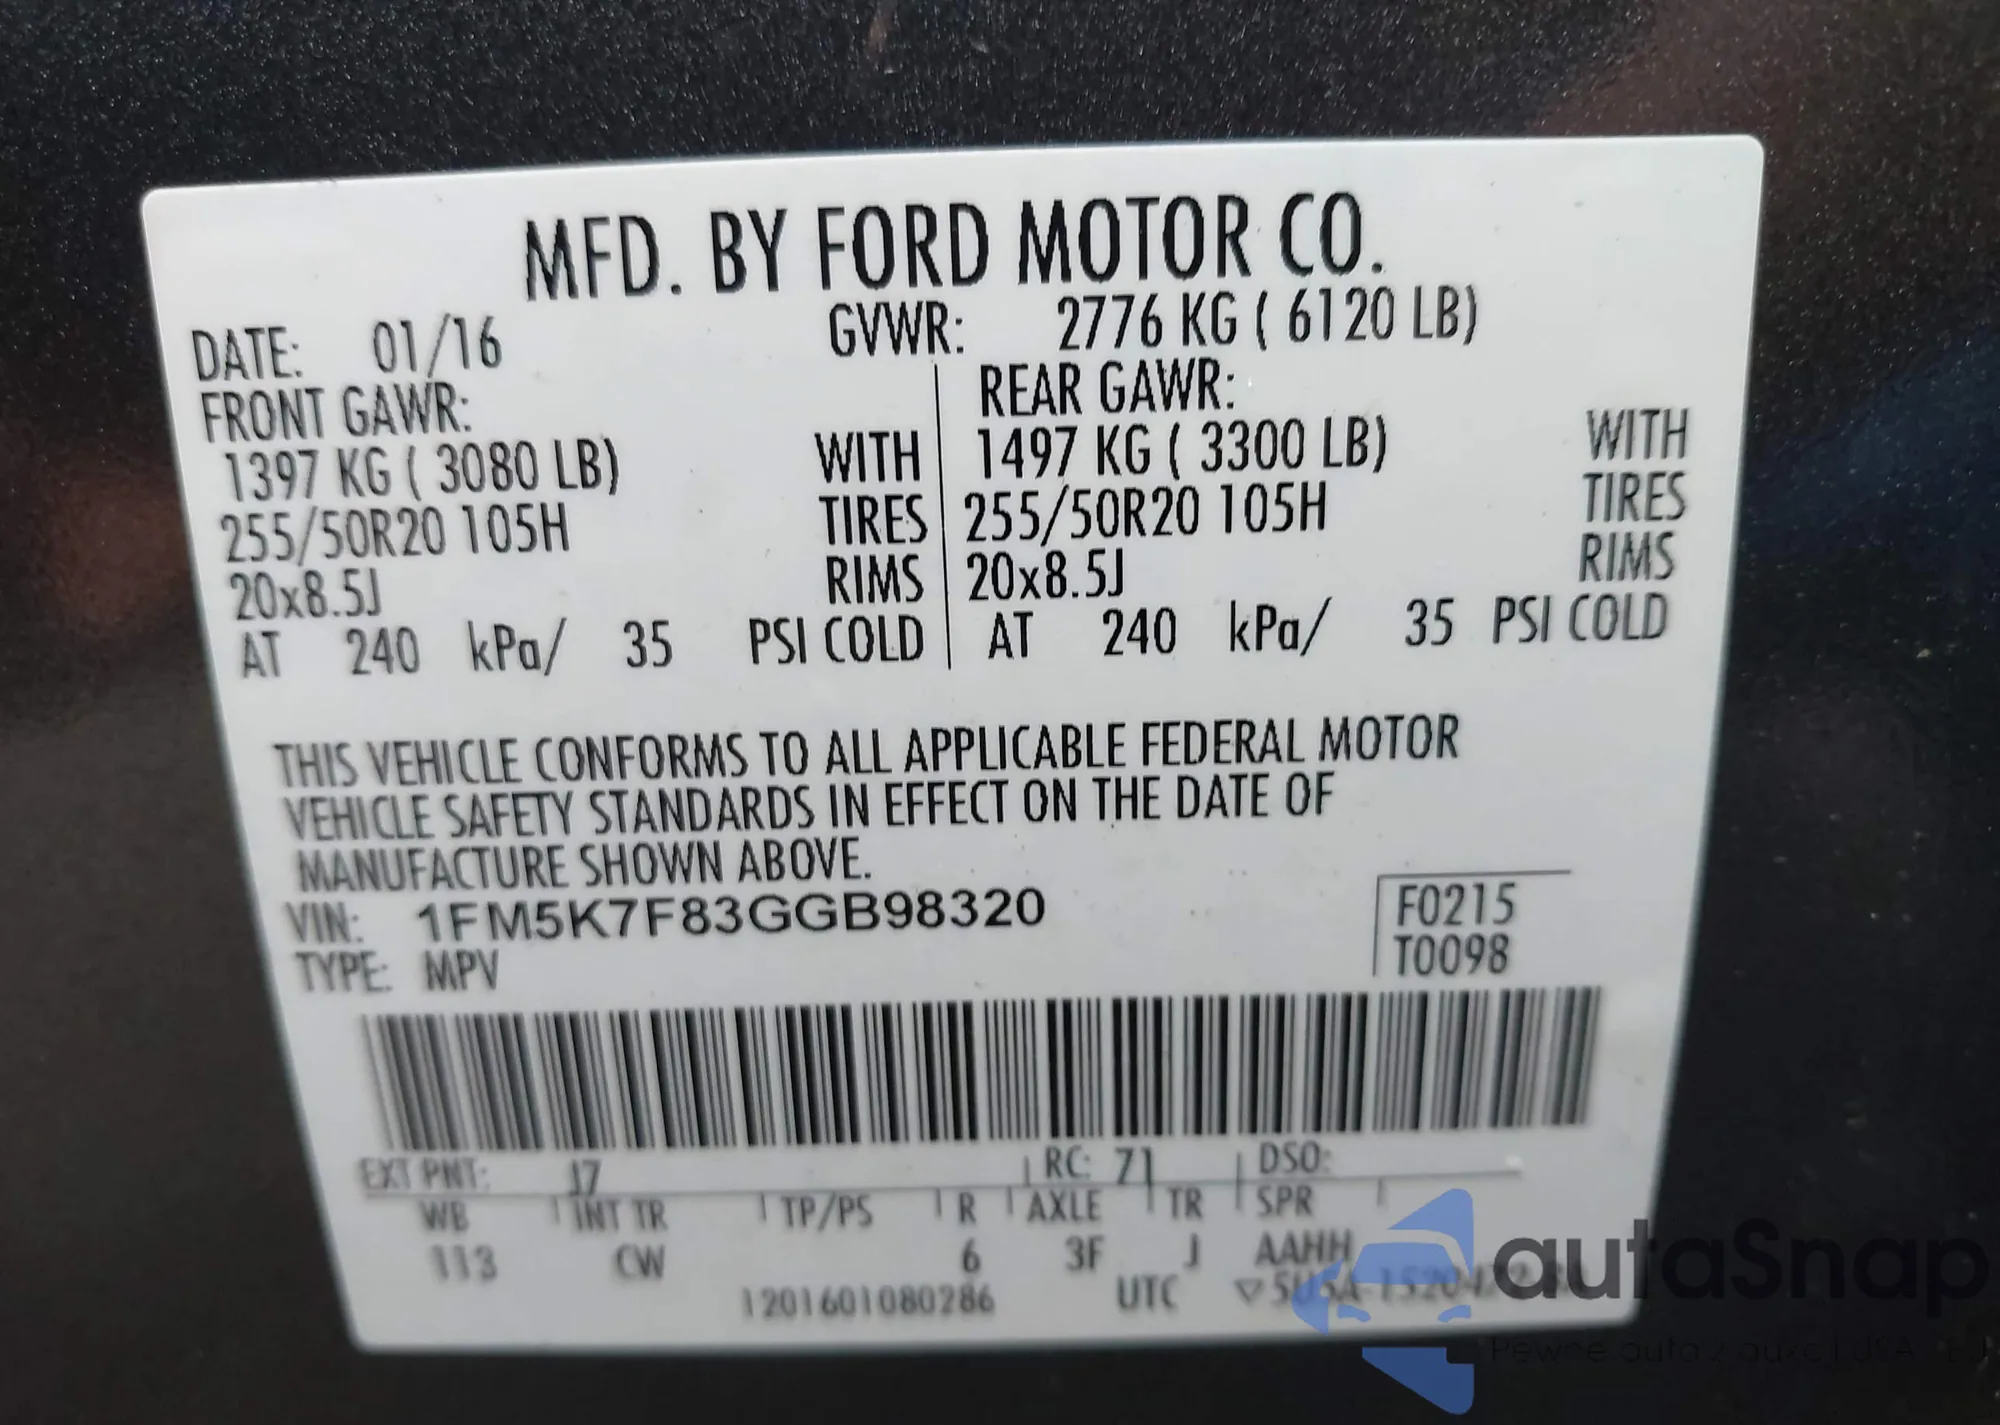 MFD. BY FORD MOTOR CO.
DATE: 01/16 GVWR: 2776 KG ( 6120 LB)
FRONT GAWR: REAR GAWR:
1397 KG ( 3080 LB) WITH 1497 KG ( 3300 LB) WITH
255/50R20 105H TIRES 255/50R20 105H TIRES
20x8.5J RIMS 20x8.5J RIMS
AT 240 kPa/ 35 PSI COLD AT 240 kPa/ 35 PSI COLD
THIS VEHICLE CONFORMS TO ALL APPLICABLE FEDERAL MOTOR
VEHICLE SAFETY STANDARDS IN EFFECT ON THE DATE OF
MANUFACTURE SHOWN ABOVE.
VIN: 1FM5K7F83GGB98320 F0215
TYPE: MPV T0098
EXT PNT: J7 RC: 71 DSO:
WB INT TR TP/PS R AXLE TR SPR
113 CW 6 3F J AAHH
1201601080286 UTC
autaSnap